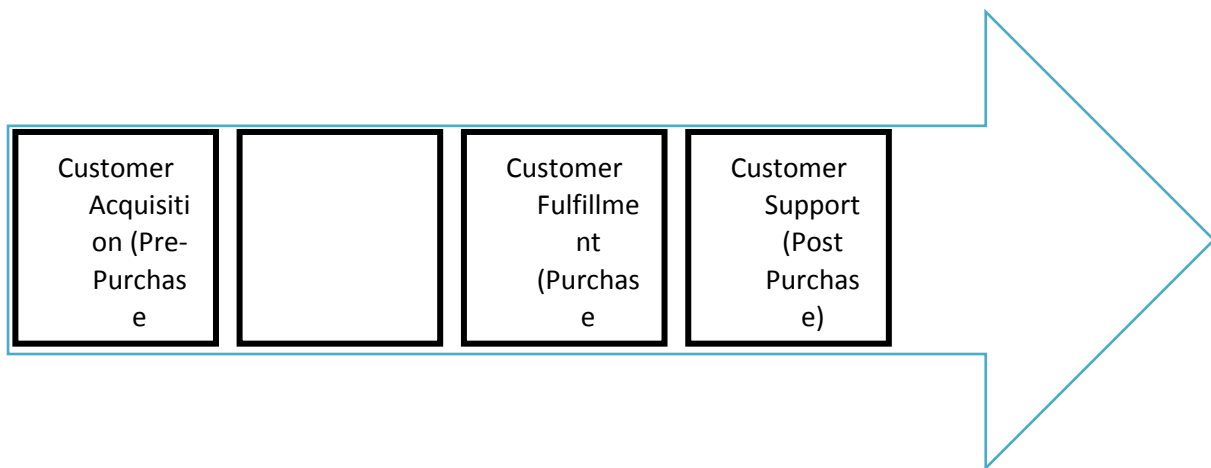 Customer
Acquisiti
on (Pre-
Purchas
e
Customer
Fulfillme
nt
(Purchas
e
Customer
Support
(Post
Purchas
e)